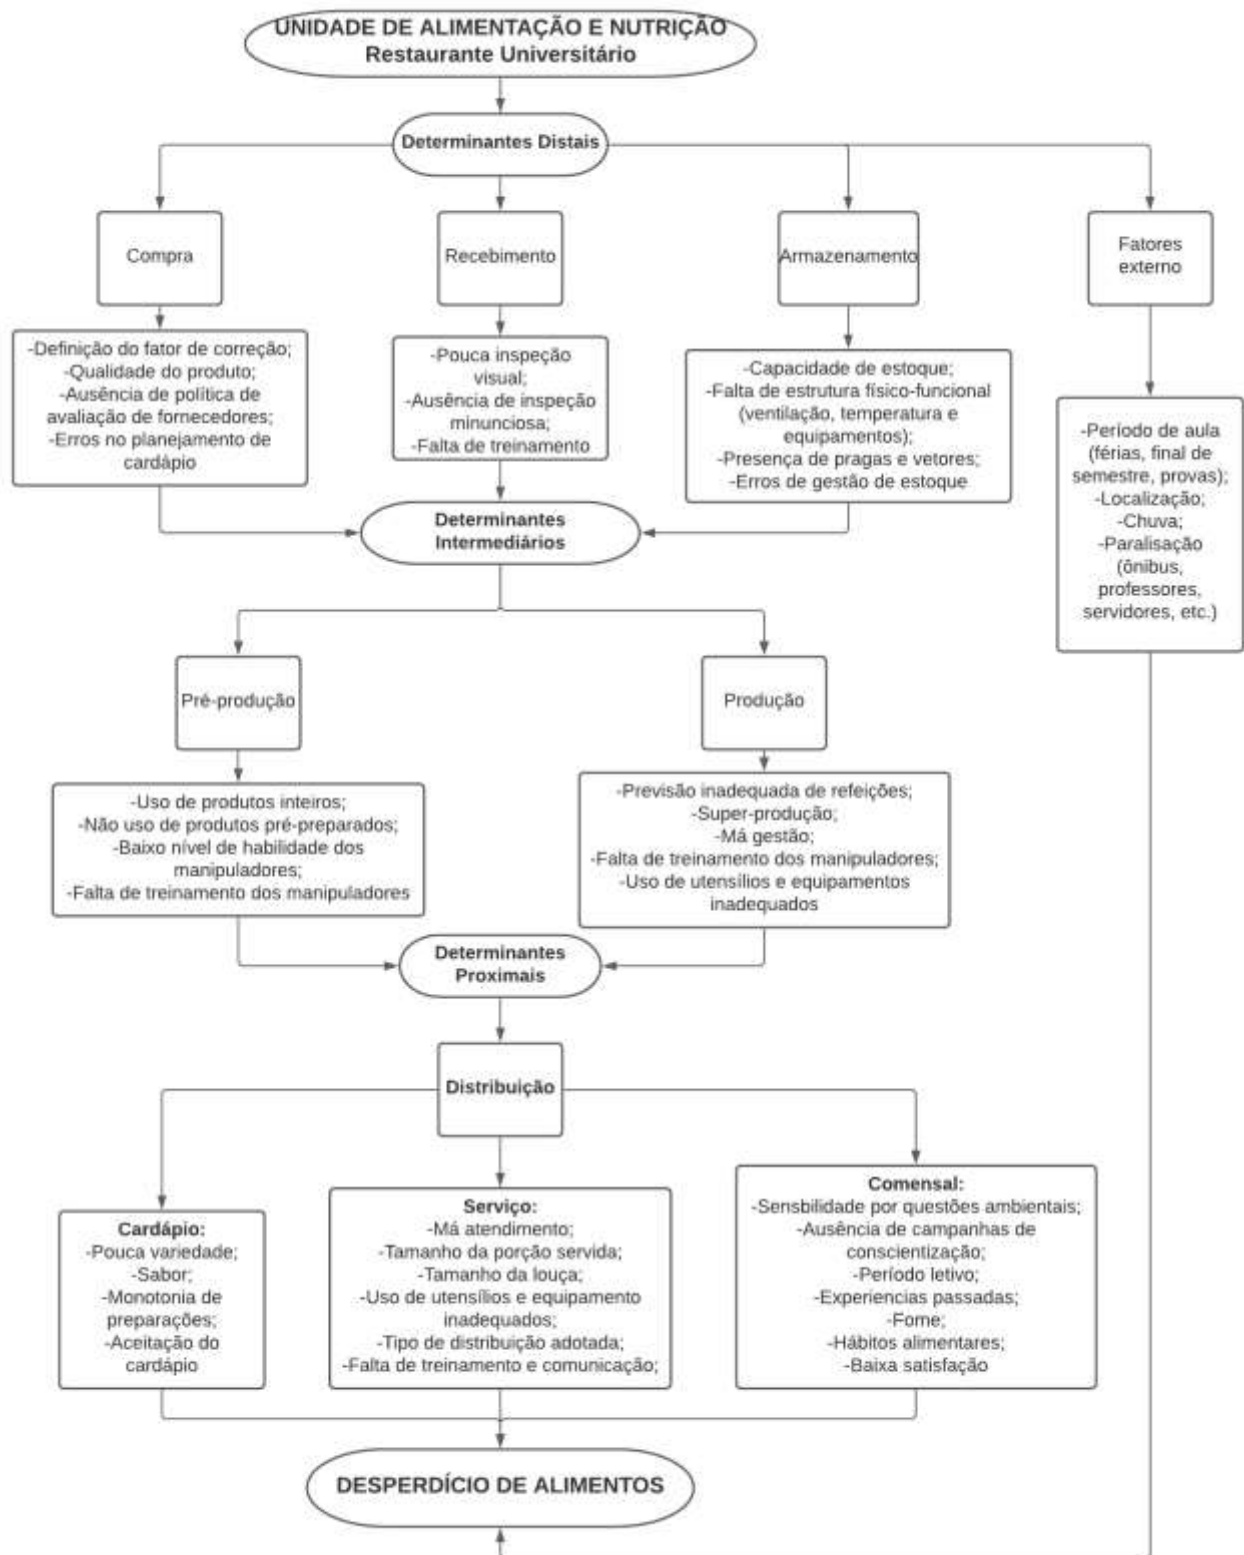 UNIDADE DE ALIMENTAÇÃO E NUTRIÇÃO
Restaurante Universitário
Determinantes Distais
Compra
Recebimento
Armazenamento
Fatores
externo
-Definição do fator de correção;
-Qualidade do produto;
-Ausência de política de
avaliação de fornecedores;
-Erros no planejamento de
cardápio
-Pouca inspeção
visual;
-Ausência de inspeção
minunciosa;
-Falta de treinamento
-Capacidade de estoque;
-Falta de estrutura físico-funcional
(ventilação, temperatura e
equipamentos);
-Presença de pragas e vetores;
-Erros de gestão de estoque
-Período de aula
(férias, final de
semestre, provas);
-Localização;
-Chuva;
-Paralisação
(ônibus,
professores,
servidores, etc.)
Determinantes
Intermediários
Pré-produção
Produção
-Uso de produtos inteiros;
-Não uso de produtos pré-preparados;
-Baixo nível de habilidade dos
manipuladores;
-Falta de treinamento dos manipuladores
-Previsão inadequada de refeições;
-Super-produção;
-Má gestão;
-Falta de treinamento dos manipuladores;
-Uso de utensílios e equipamentos
inadequados
Determinantes
Proximais
Distribuição
Cardápio:
-Pouca variedade;
-Sabor;
-Monotonia de
preparações;
-Aceitação do
cardápio
Serviço:
-Má atendimento;
-Tamanho da porção servida;
-Tamanho da louça;
-Uso de utensílios e equipamento
inadequados;
-Tipo de distribuição adotada;
-Falta de treinamento e comunicação;
Comensal:
-Sensbilidade por questões ambientais;
-Ausência de campanhas de
conscientização;
-Período letivo;
-Experiencias passadas;
-Fome;
-Hábitos alimentares;
-Baixa satisfação
DESPERDÍCIO DE ALIMENTOS